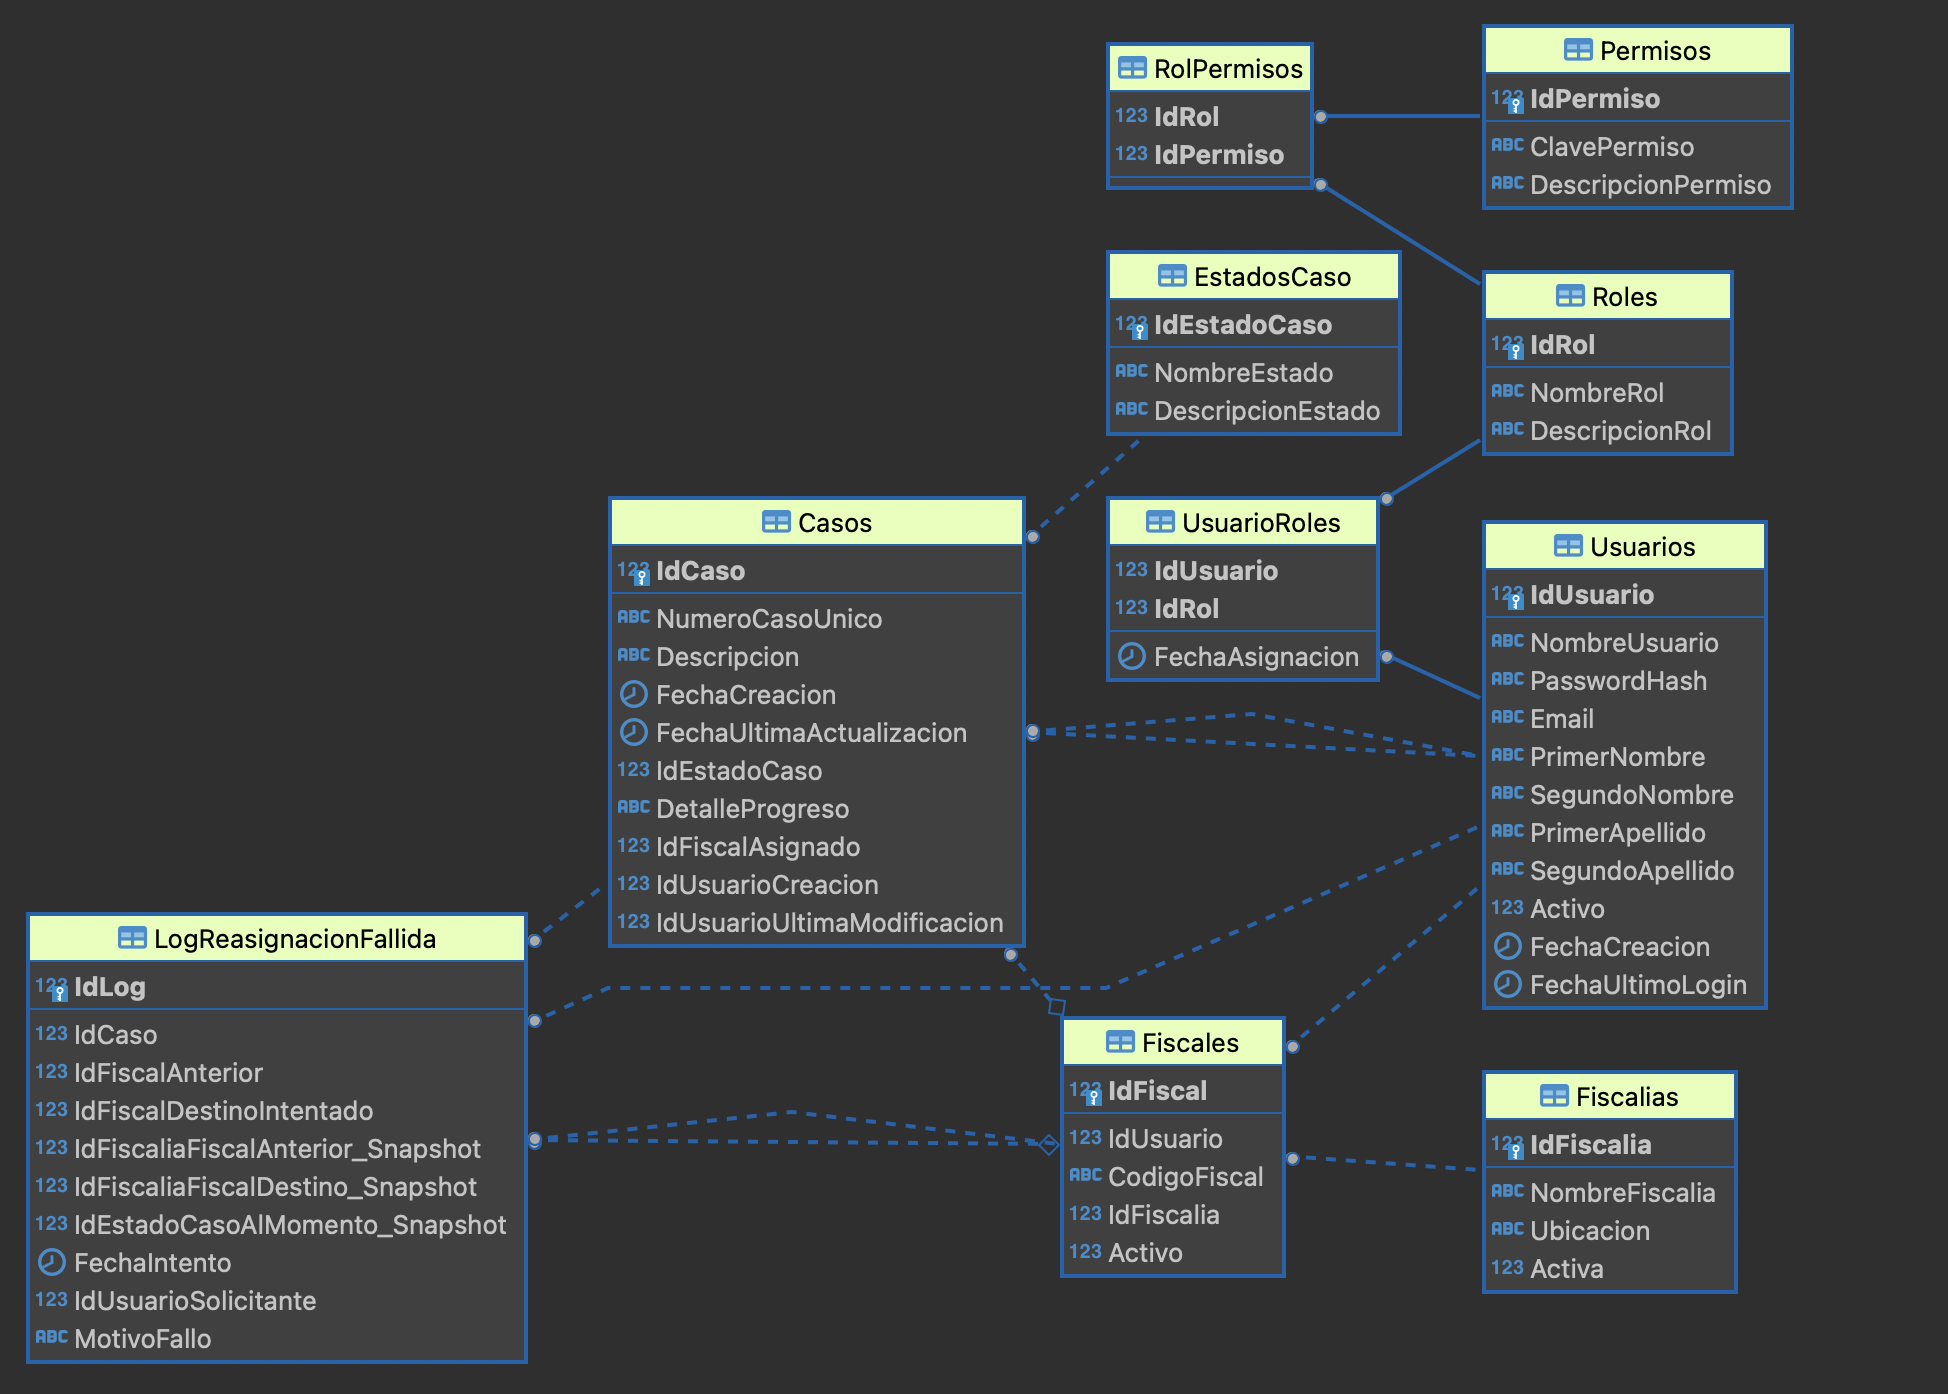 RolPermisos
123 IdRol
123 IdPermiso
Permisos
123 IdPermiso
ABC ClavePermiso
ABC DescripcionPermiso
EstadosCaso
123 IdEstadoCaso
ABC NombreEstado
ABC DescripcionEstado
Roles
123 IdRol
ABC NombreRol
ABC DescripcionRol
Casos
123 IdCaso
ABC NumeroCasoUnico
ABC Descripcion
FechaCreacion
FechaUltimaActualizacion
123 IdEstadoCaso
ABC DetalleProgreso
123 IdFiscalAsignado
123 IdUsuarioCreacion
123 IdUsuarioUltimaModificacion
UsuarioRoles
123 IdUsuario
123 IdRol
FechaAsignacion
Usuarios
123 IdUsuario
ABC NombreUsuario
ABC PasswordHash
ABC Email
ABC PrimerNombre
ABC SegundoNombre
ABC PrimerApellido
ABC SegundoApellido
123 Activo
FechaCreacion
FechaUltimoLogin
LogReasignacionFallida
123 IdLog
123 IdCaso
123 IdFiscalAnterior
123 IdFiscalDestinoIntentado
123 IdFiscaliaFiscalAnterior_Snapshot
123 IdFiscaliaFiscalDestino_Snapshot
123 IdEstadoCasoAlMomento_Snapshot
FechaIntento
123 IdUsuarioSolicitante
ABC MotivoFallo
Fiscales
123 IdFiscal
123 IdUsuario
ABC CodigoFiscal
123 IdFiscalia
123 Activo
Fiscalias
123 IdFiscalia
ABC NombreFiscalia
ABC Ubicacion
123 Activa